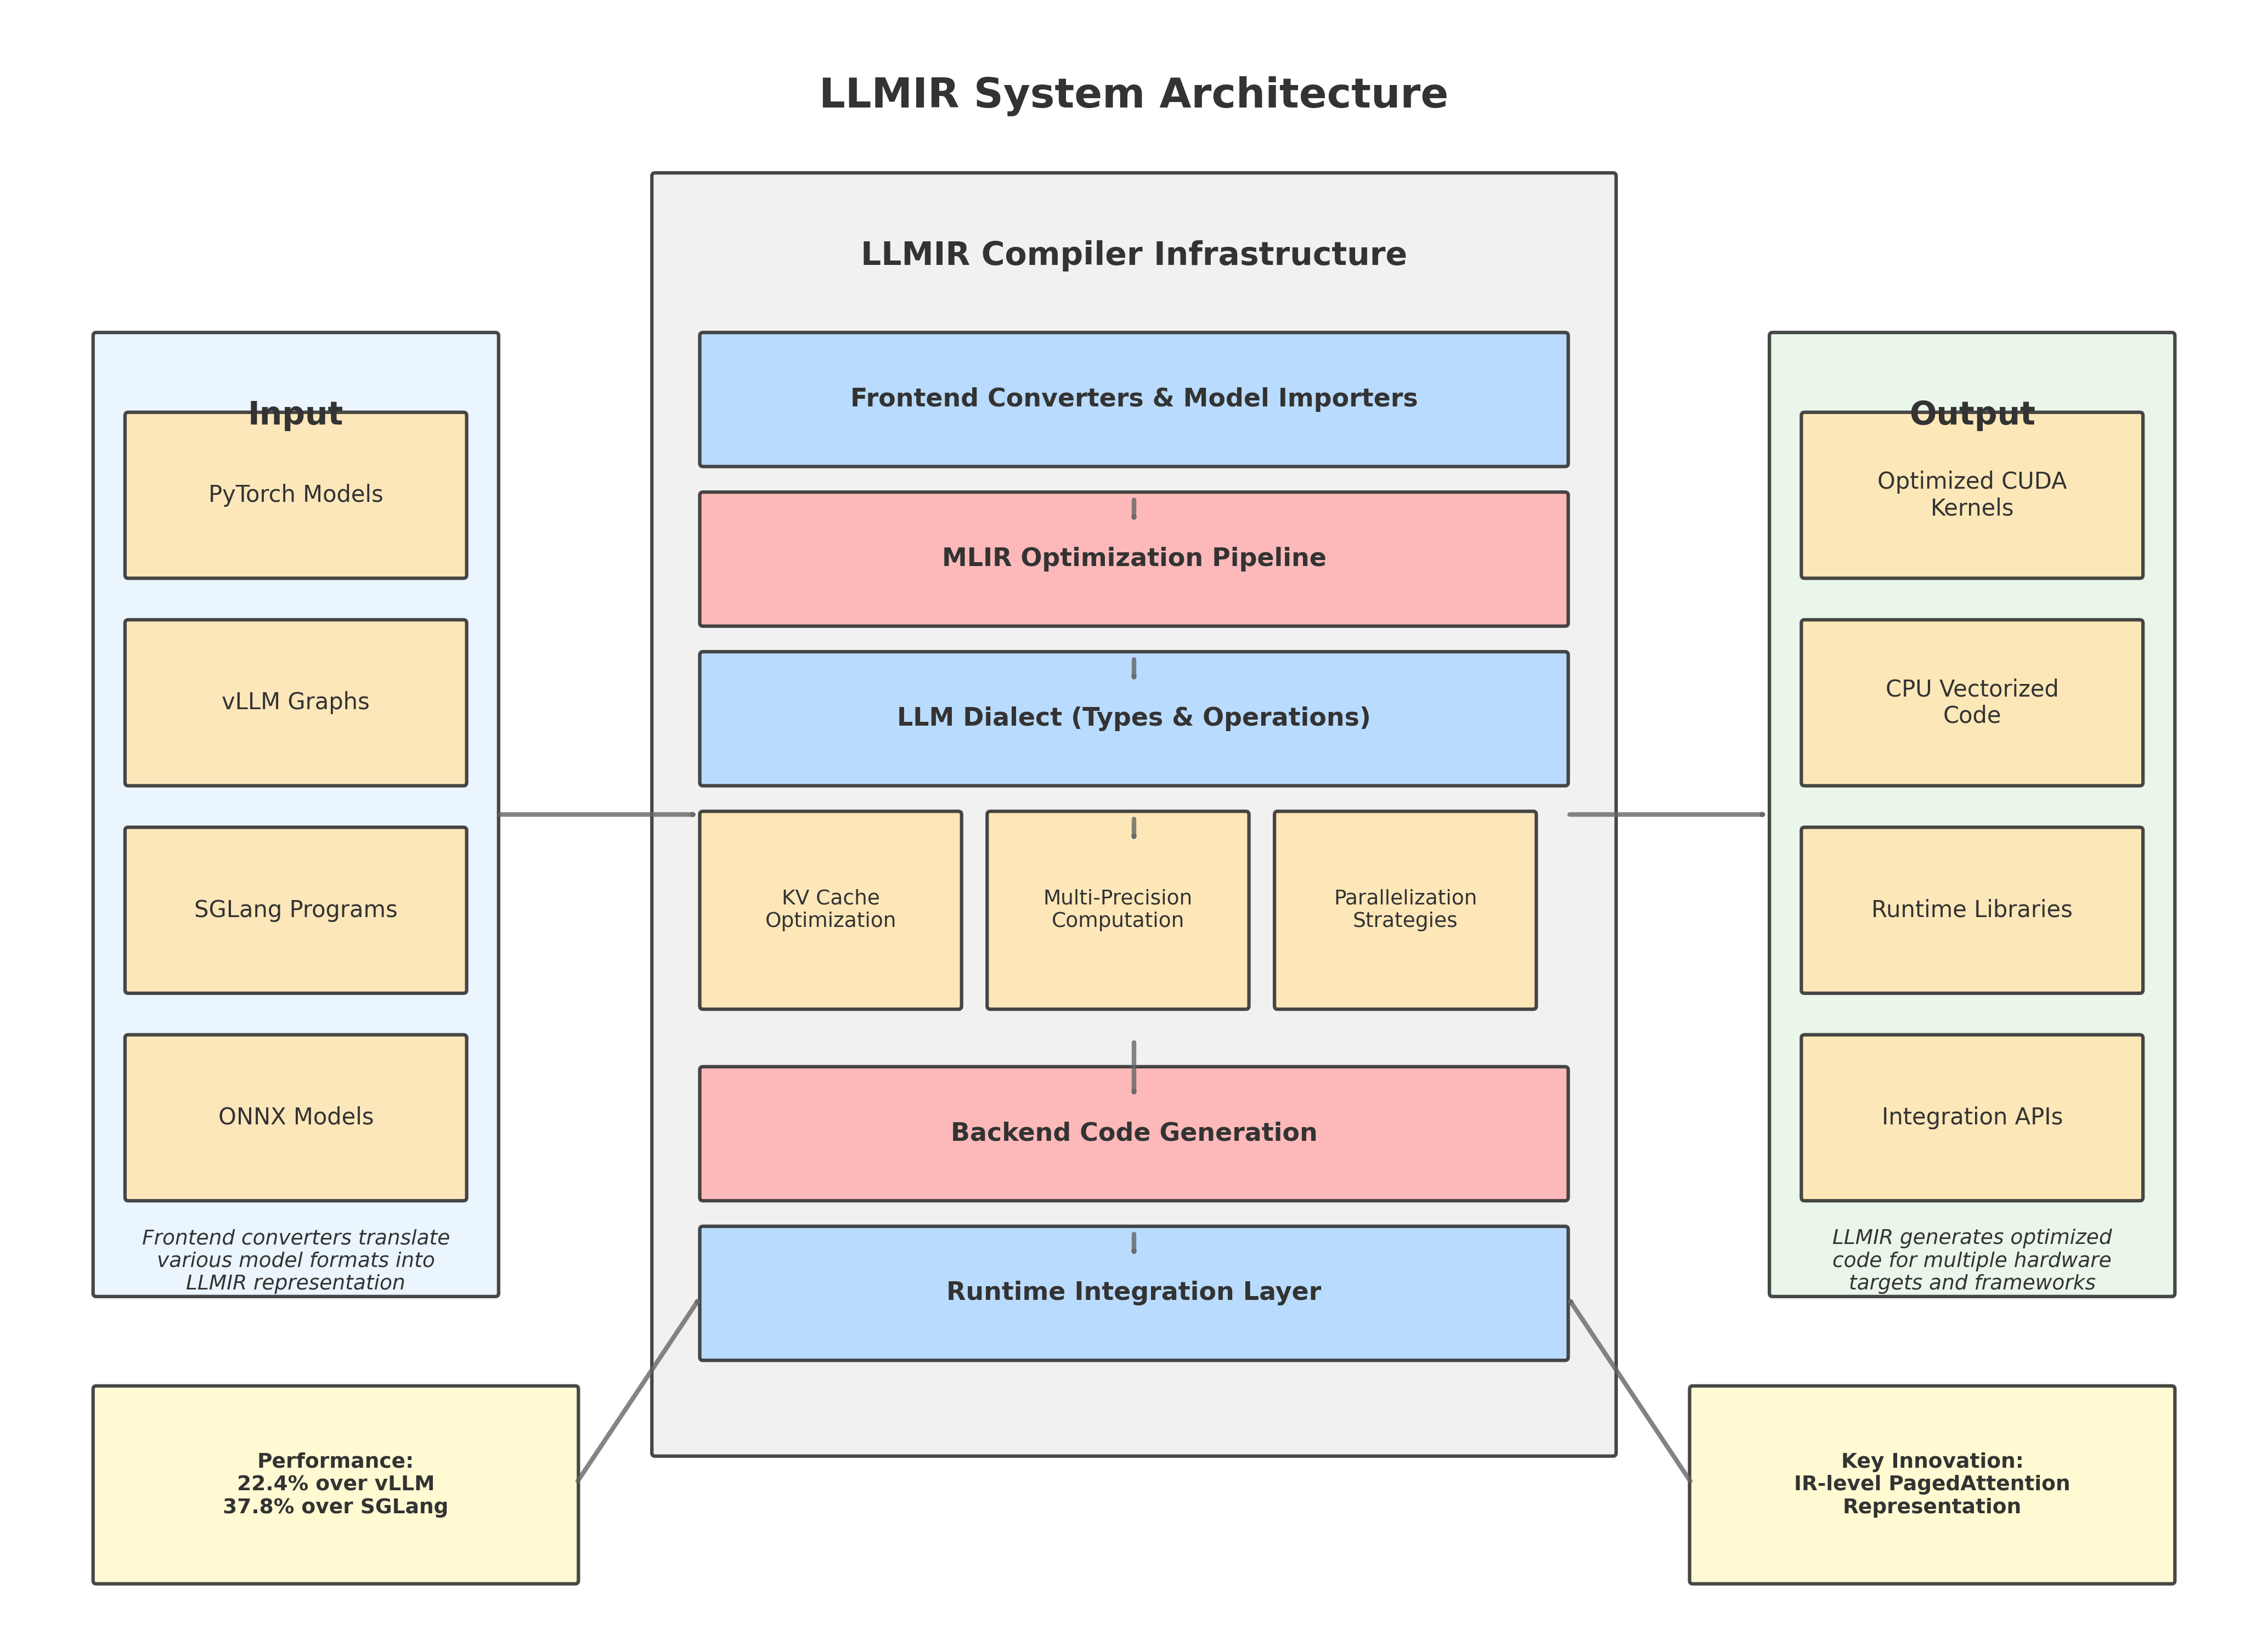 LLMIR System Architecture
LLMIR Compiler Infrastructure
Input
PyTorch Models
vLLM Graphs
SGLang Programs
ONNX Models
Frontend converters translate
various model formats into
LLMIR representation
Frontend Converters & Model Importers
MLIR Optimization Pipeline
LLM Dialect (Types & Operations)
KV Cache
Optimization
Multi-Precision
Computation
Parallelization
Strategies
Backend Code Generation
Runtime Integration Layer
Output
Optimized CUDA
Kernels
CPU Vectorized
Code
Runtime Libraries
Integration APIs
LLMIR generates optimized
code for multiple hardware
targets and frameworks
Performance:
22.4% over vLLM
37.8% over SGLang
Key Innovation:
IR-level PagedAttention
Representation